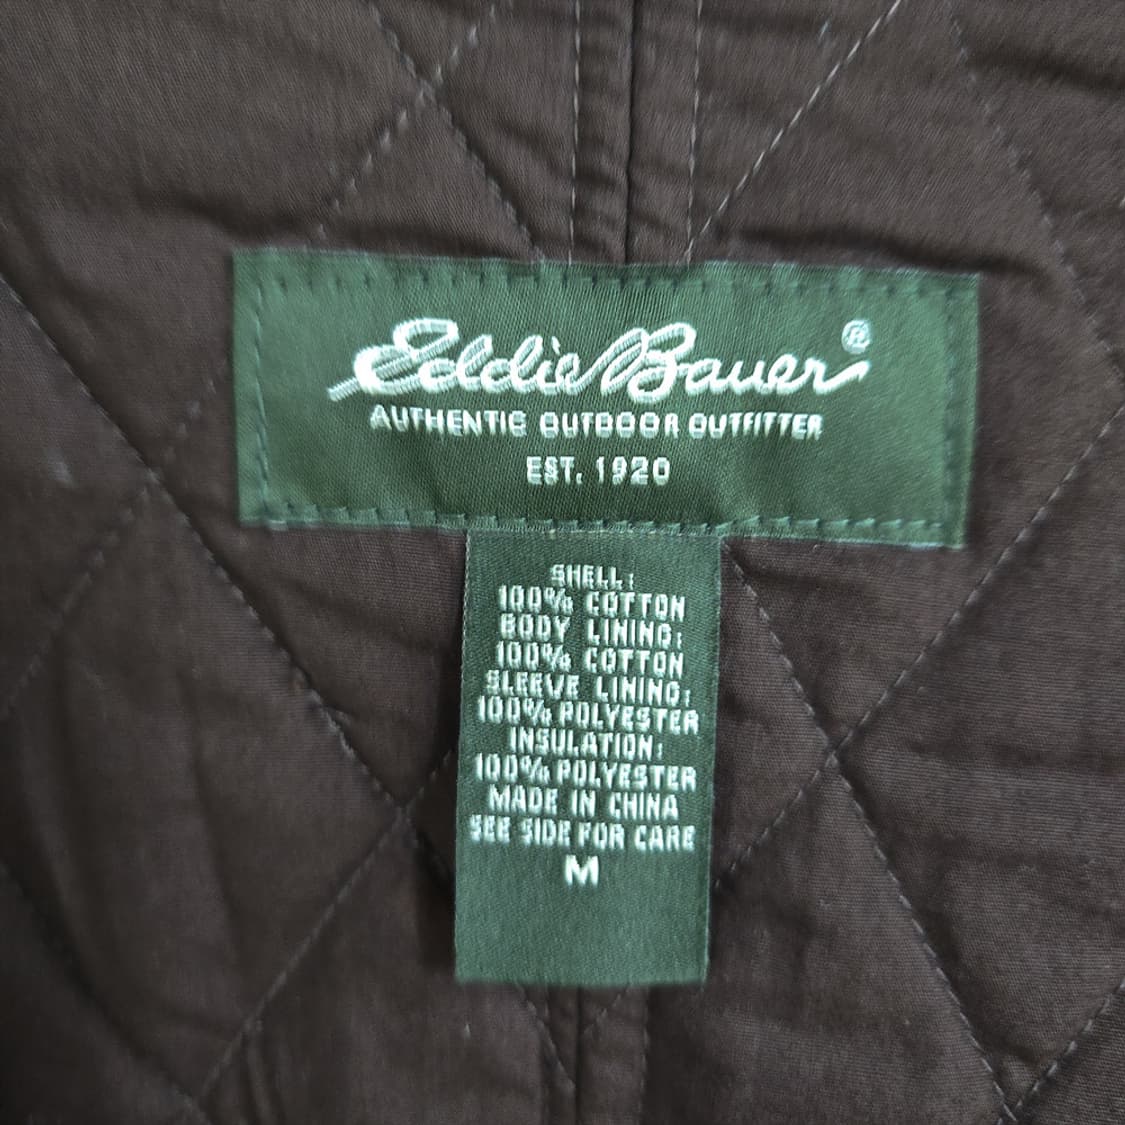 Eddie Bauer ®
AUTHENTIC OUTDOOR OUTFITTER
EST. 1920
SHELL:
100% COTTON
BODY LINING:
100% COTTON
SLEEVE LINING:
100% POLYESTER
INSULATION:
100% POLYESTER
MADE IN CHINA
SEE SIDE FOR CARE
M